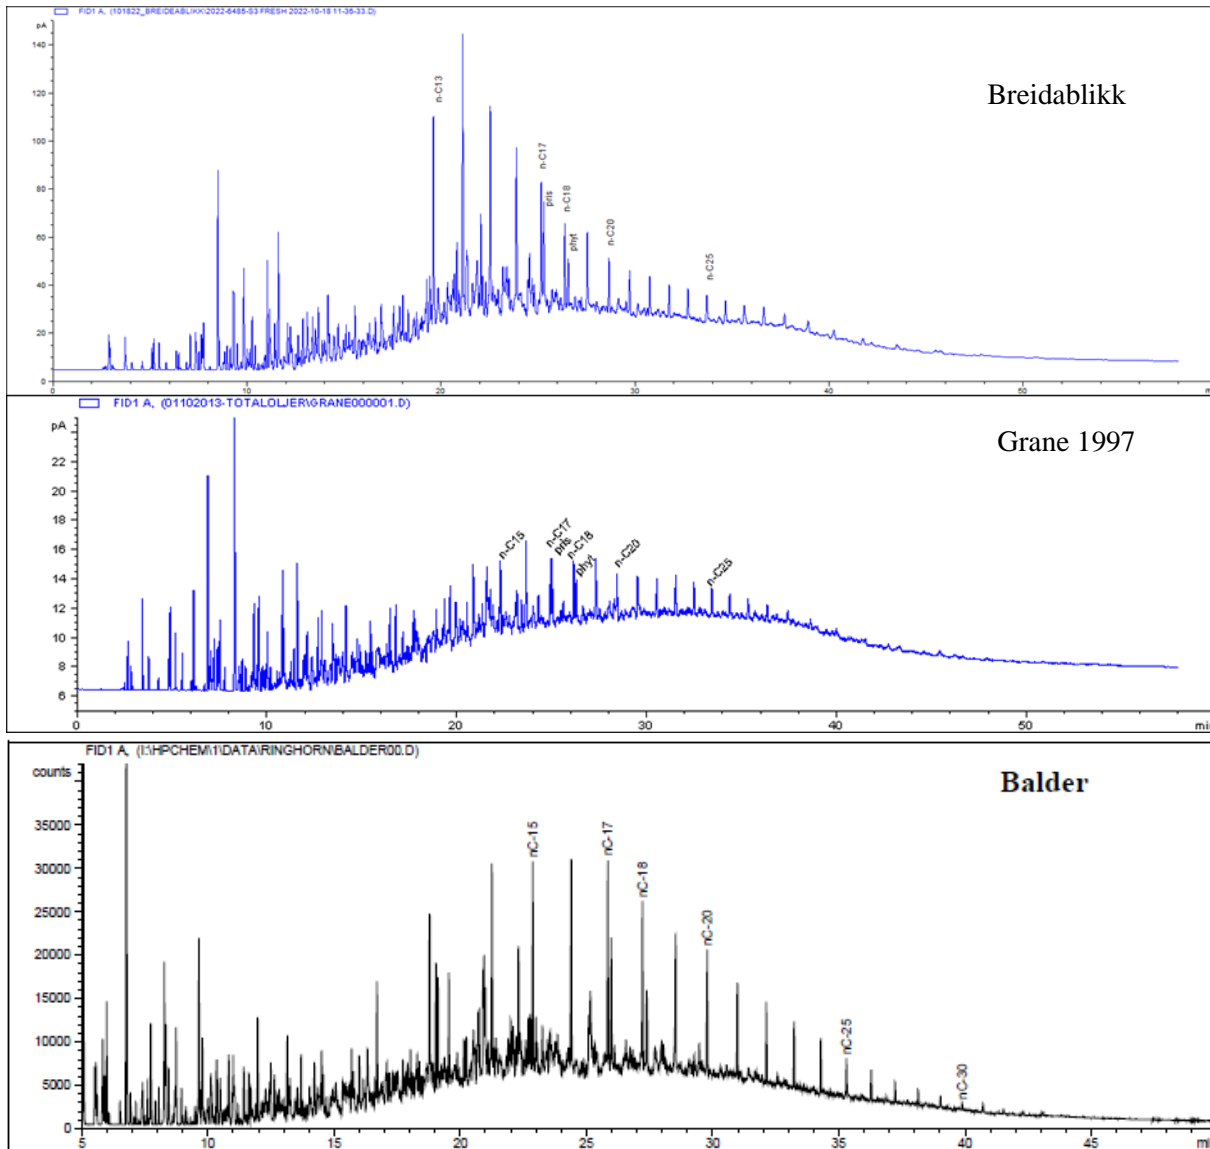 FID1 A, (101822_BREIDEABLIKK\2022-6485-S3 FRESH 2022-10-18 11-36-33.D)
pA
Breidablikk
140
120
100
80
60
40
20
0
n-C13
n-C17
pris
n-C18
phyt
n-C20
n-C25
0 10 20 30 40 50 m
FID1 A, (01102013-TOTALOLJER\GRANE000001.D)
pA
Grane 1997
22
20
18
16
14
12
10
8
6
n-C15
n-C17
pris
n-C18
phyt
n-C20
n-C25
0 10 20 30 40 50 min
FID1 A, (I:\HPCHEM\1\DATA\RINGHORN\BALDER00.D)
counts
Balder
35000
30000
25000
20000
15000
10000
5000
0
nC-15
nC-17
nC-18
nC-20
nC-25
nC-30
5 10 15 20 25 30 35 40 45 mi